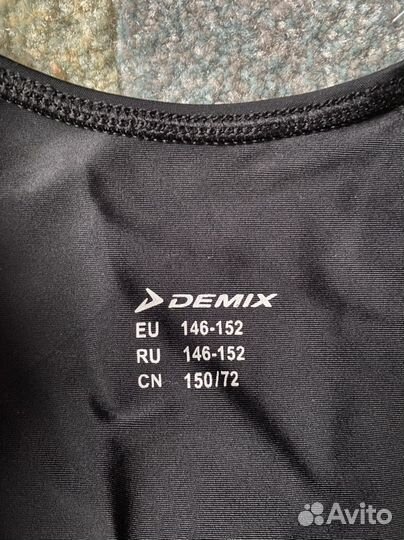 DEMIX
EU 146-152
RU 146-152
CN 150/72
Avito